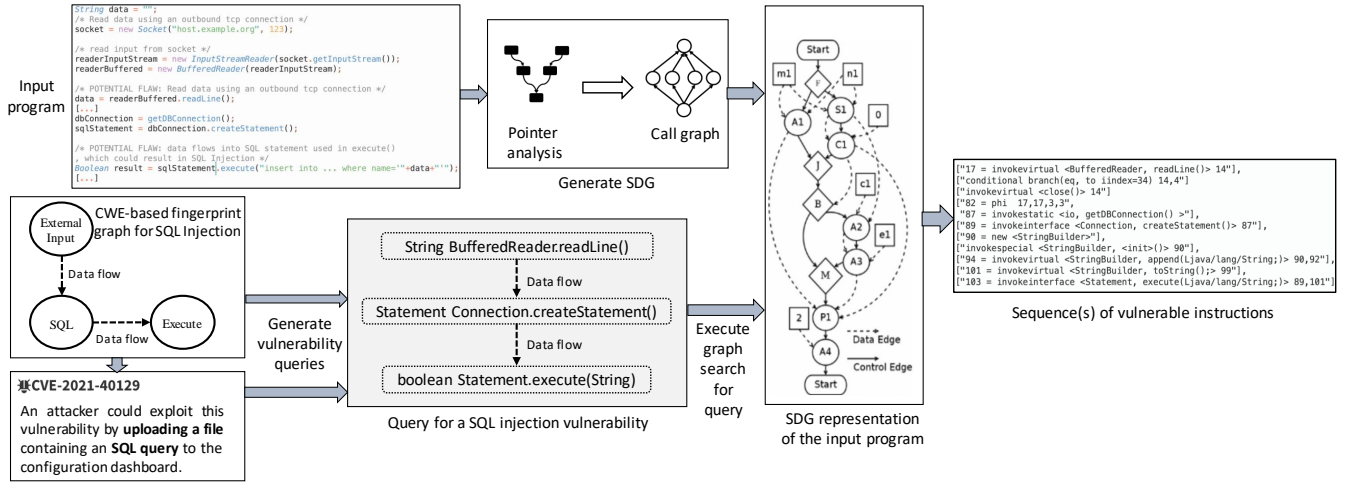 Input
program
String data = "";
/* Read data using an outbound tcp connection */
socket = new Socket("host.example.org", 123);
/* read input from socket */
readerInputStream = new InputStreamReader(socket.getInputStream());
readerBuffered = new BufferedReader(readerInputStream);
/* POTENTIAL FLAW: Read data using an outbound tcp connection */
data = readerBuffered.readLine();
[...]
dbConnection = getDBConnection();
sqlStatement = dbConnection.createStatement();
/* POTENTIAL FLAW: data flows into SQL statement used in execute()
, which could result in SQL Injection */
Boolean result = sqlStatement.execute("insert into ... where name='"+data+"'");
[...]
Pointer
analysis
Call graph
Generate SDG
CWE-based fingerprint
graph for SQL Injection
External
Input
Data flow
SQL
Data flow
Execute
CVE-2021-40129
An attacker could exploit this
vulnerability by uploading a file
containing an SQL query to the
configuration dashboard.
Generate
vulnerability
queries
String BufferedReader.readLine()
Data flow
Statement Connection.createStatement()
Data flow
boolean Statement.execute(String)
Query for a SQL injection vulnerability
Execute
graph
search
for
query
Start
m1
n1
F
S1
A1
0
C1
J
c1
B
A2
e1
A3
M
2
P1
Data Edge
A4
Control Edge
Start
SDG representation
of the input program
["17 = invokevirtual <BufferedReader, readLine()> 14"],
["conditional branch(eq, to iindex=34) 14,4"]
["invokevirtual <close()> 14"]
["82 = phi 17,17,3,3",
"87 = invokestatic <io, getDBConnection() >"],
["89 = invokeinterface <Connection, createStatement()> 87"],
["90 = new <StringBuilder>"],
["invokespecial <StringBuilder, <init>()> 90"],
["94 = invokevirtual <StringBuilder, append(Ljava/lang/String;)> 90,92"],
["101 = invokevirtual <StringBuilder, toString();> 99"],
["103 = invokeinterface <Statement, execute(Ljava/lang/String;)> 89,101"]
Sequence(s) of vulnerable instructions